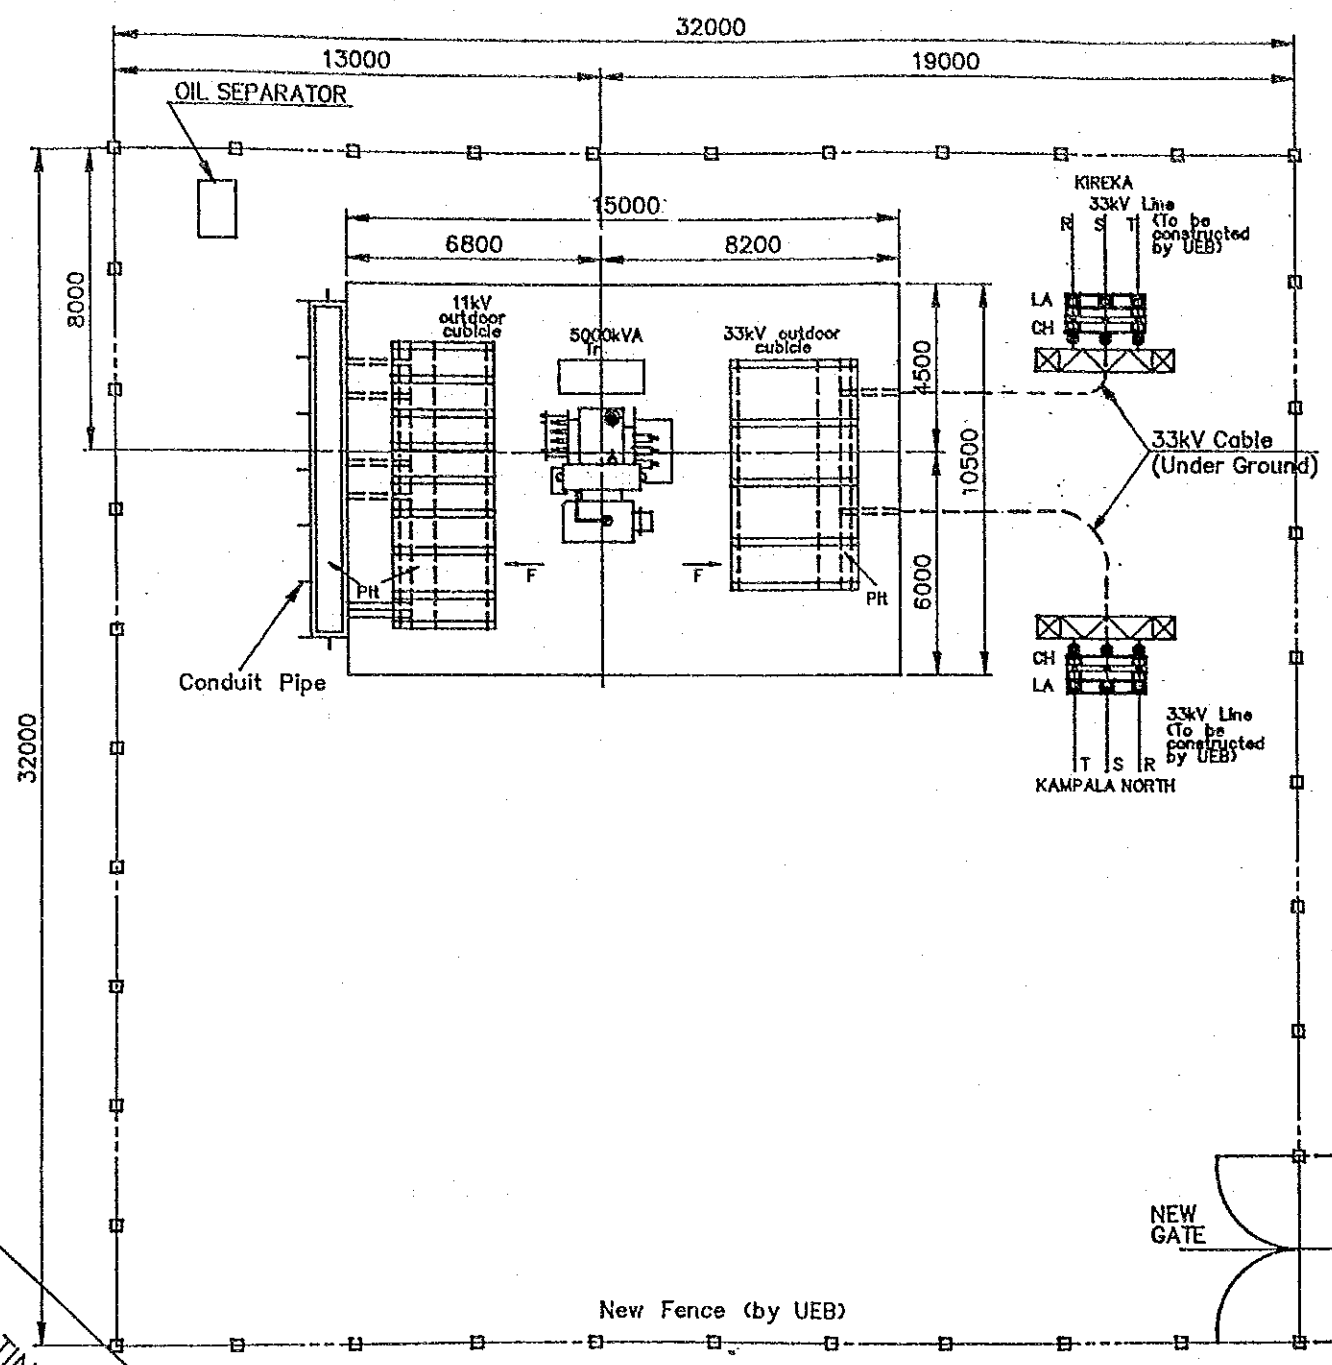 32000
13000
19000
OIL SEPARATOR
KIREKA
33kV Line
(To be
constructed
by UEB)
R S T
15000
6800
8200
8000
11kV
outdoor
cubicle
5000kVA
Tr
33kV outdoor
cubicle
LA
CH
4500
10500
6000
33kV Cable
(Under Ground)
F
F
Pit
Pit
Conduit Pipe
CH
LA
33kV Line
(To be
constructed
by UEB)
T S R
KAMPALA NORTH
32000
NEW
GATE
New Fence (by UEB)